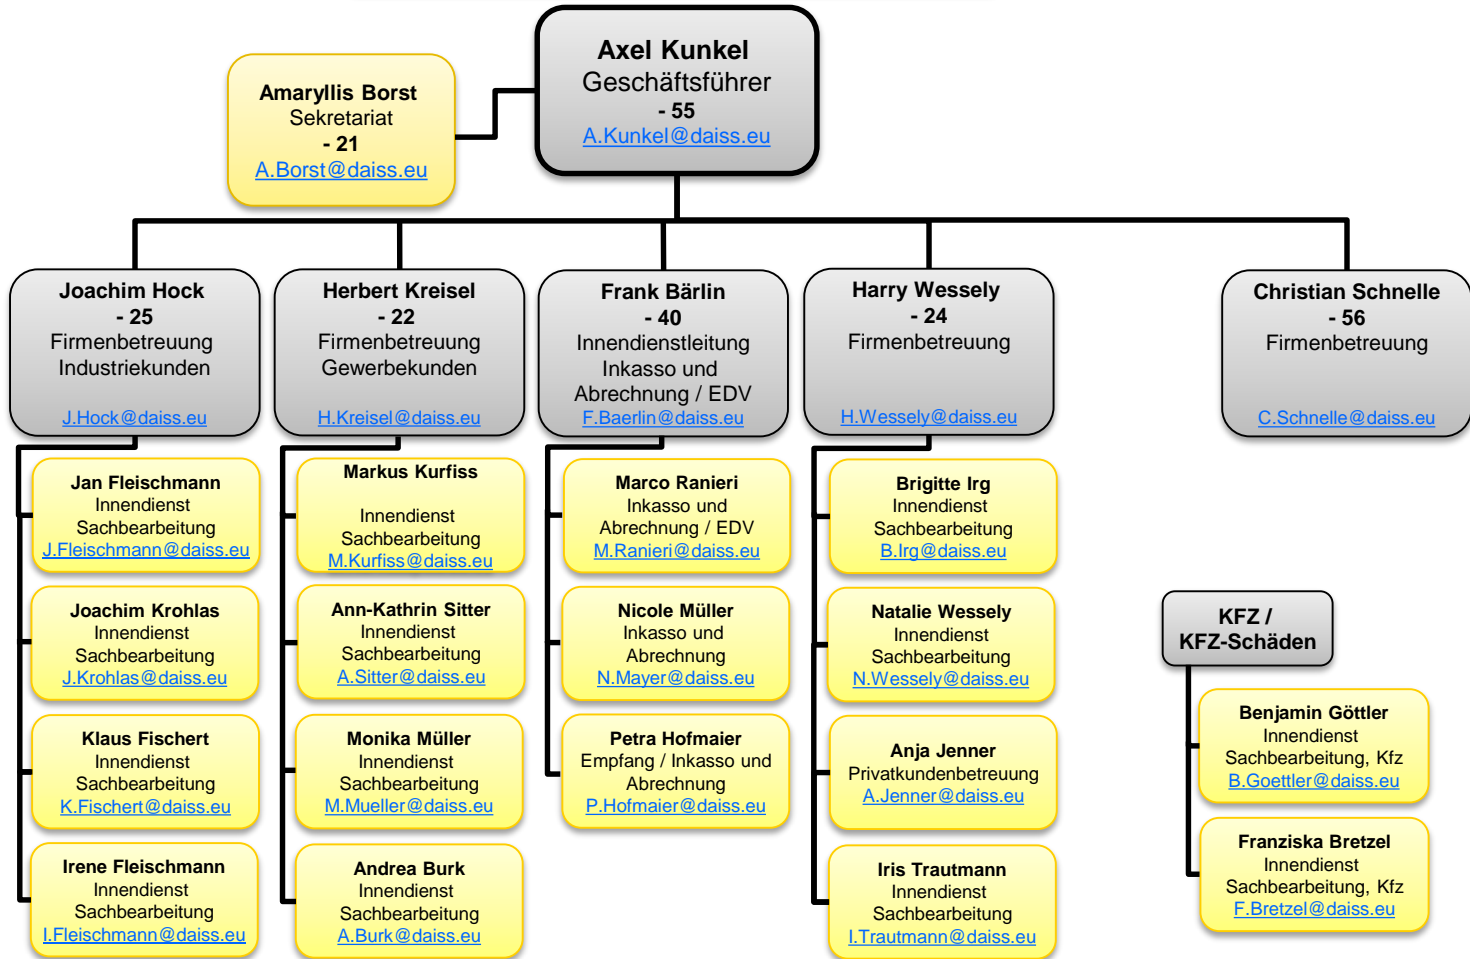 Axel Kunkel
Geschäftsführer
- 55
A.Kunkel@daiss.eu
Amaryllis Borst
Sekretariat
- 21
A.Borst@daiss.eu
Joachim Hock
- 25
Firmenbetreuung
Industriekunden
J.Hock@daiss.eu
Herbert Kreisel
- 22
Firmenbetreuung
Gewerbekunden
H.Kreisel@daiss.eu
Frank Bärlin
- 40
Innendienstleitung
Inkasso und
Abrechnung / EDV
F.Baerlin@daiss.eu
Harry Wessely
- 24
Firmenbetreuung
H.Wessely@daiss.eu
Christian Schnelle
- 56
Firmenbetreuung
C.Schnelle@daiss.eu
Jan Fleischmann
Innendienst
Sachbearbeitung
J.Fleischmann@daiss.eu
Joachim Krohlas
Innendienst
Sachbearbeitung
J.Krohlas@daiss.eu
Klaus Fischert
Innendienst
Sachbearbeitung
K.Fischert@daiss.eu
Irene Fleischmann
Innendienst
Sachbearbeitung
I.Fleischmann@daiss.eu
Markus Kurfiss
Innendienst
Sachbearbeitung
M.Kurfiss@daiss.eu
Ann-Kathrin Sitter
Innendienst
Sachbearbeitung
A.Sitter@daiss.eu
Monika Müller
Innendienst
Sachbearbeitung
M.Mueller@daiss.eu
Andrea Burk
Innendienst
Sachbearbeitung
A.Burk@daiss.eu
Marco Ranieri
Inkasso und
Abrechnung / EDV
M.Ranieri@daiss.eu
Nicole Müller
Inkasso und
Abrechnung
N.Mayer@daiss.eu
Petra Hofmaier
Empfang / Inkasso und
Abrechnung
P.Hofmaier@daiss.eu
Brigitte Irg
Innendienst
Sachbearbeitung
B.Irg@daiss.eu
Natalie Wessely
Innendienst
Sachbearbeitung
N.Wessely@daiss.eu
Anja Jenner
Privatkundenbetreuung
A.Jenner@daiss.eu
Iris Trautmann
Innendienst
Sachbearbeitung
I.Trautmann@daiss.eu
KFZ /
KFZ-Schäden
Benjamin Göttler
Innendienst
Sachbearbeitung, Kfz
B.Goettler@daiss.eu
Franziska Bretzel
Innendienst
Sachbearbeitung, Kfz
F.Bretzel@daiss.eu